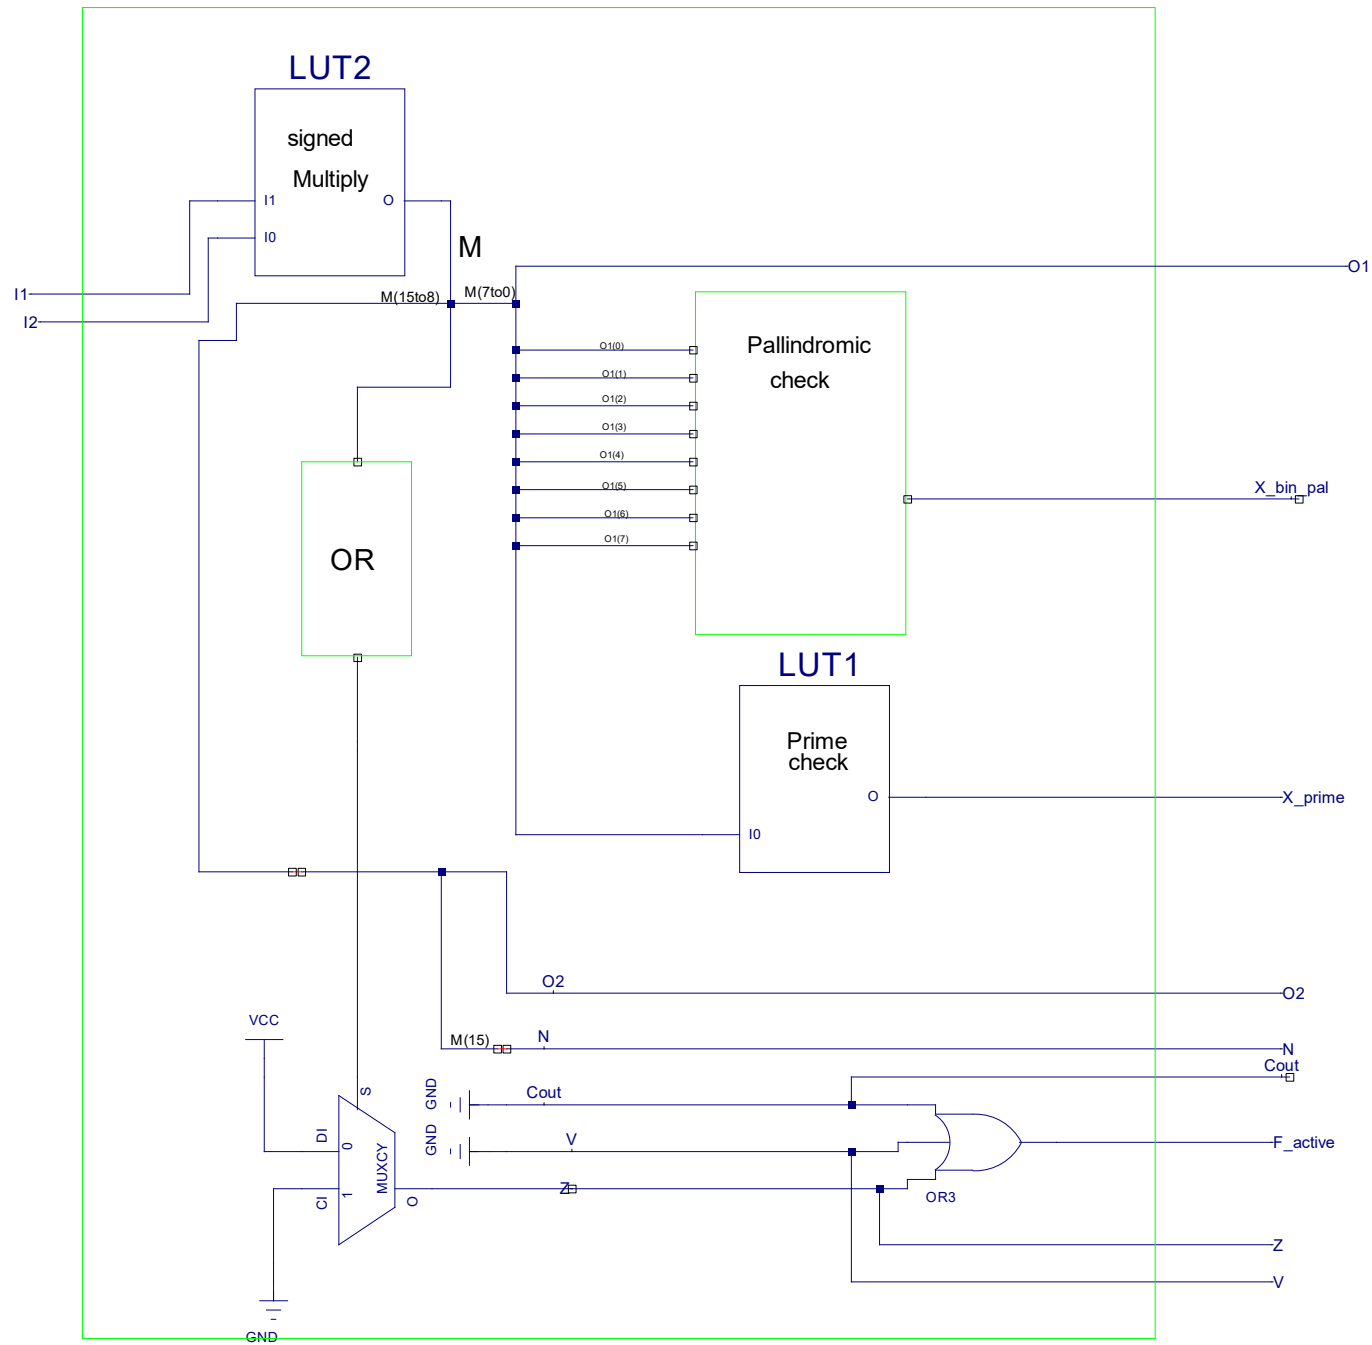 LUT2
signed
Multiply
I1
O
I0
M
I1
I2
M(15to8)
M(7to0)
O1
Pallindromic
check
O1(0)
O1(1)
O1(2)
O1(3)
O1(4)
O1(5)
O1(6)
O1(7)
X_bin_pal
OR
LUT1
Prime
check
O
I0
X_prime
O2
O2
VCC
M(15)
N
N
Cout
GND
Cout
GND
V
F_active
S
DI
0
MUXCY
CI
1
O
Z
OR3
Z
V
GND